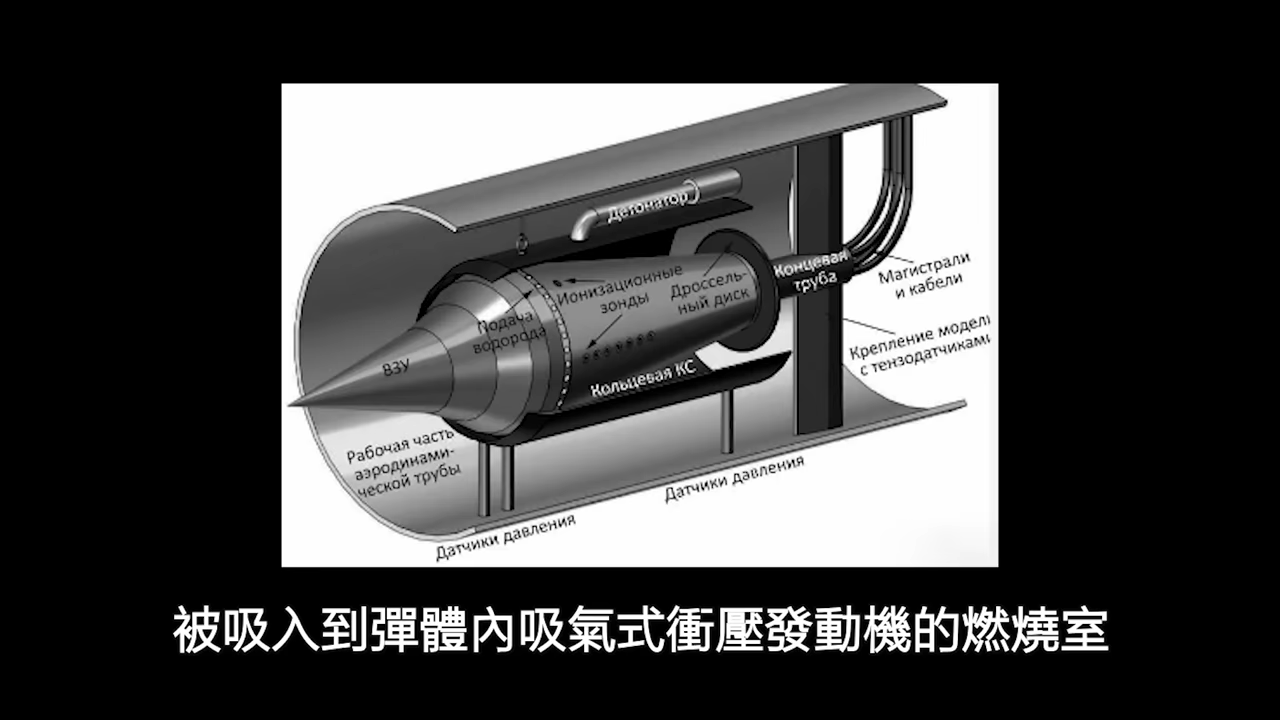 Детонатор
Ионизационные
зонды
Дроссель-
ный диск
Концевая
труба
Магистрали
и кабели
Подача
водорода
ВЗУ
Крепление модели
с тензодатчиками
Кольцевая КС
Рабочая часть
аэродинами-
ческой трубы
Датчики давления
Датчики давления
被吸入到彈體內吸氣式衝壓發動機的燃燒室